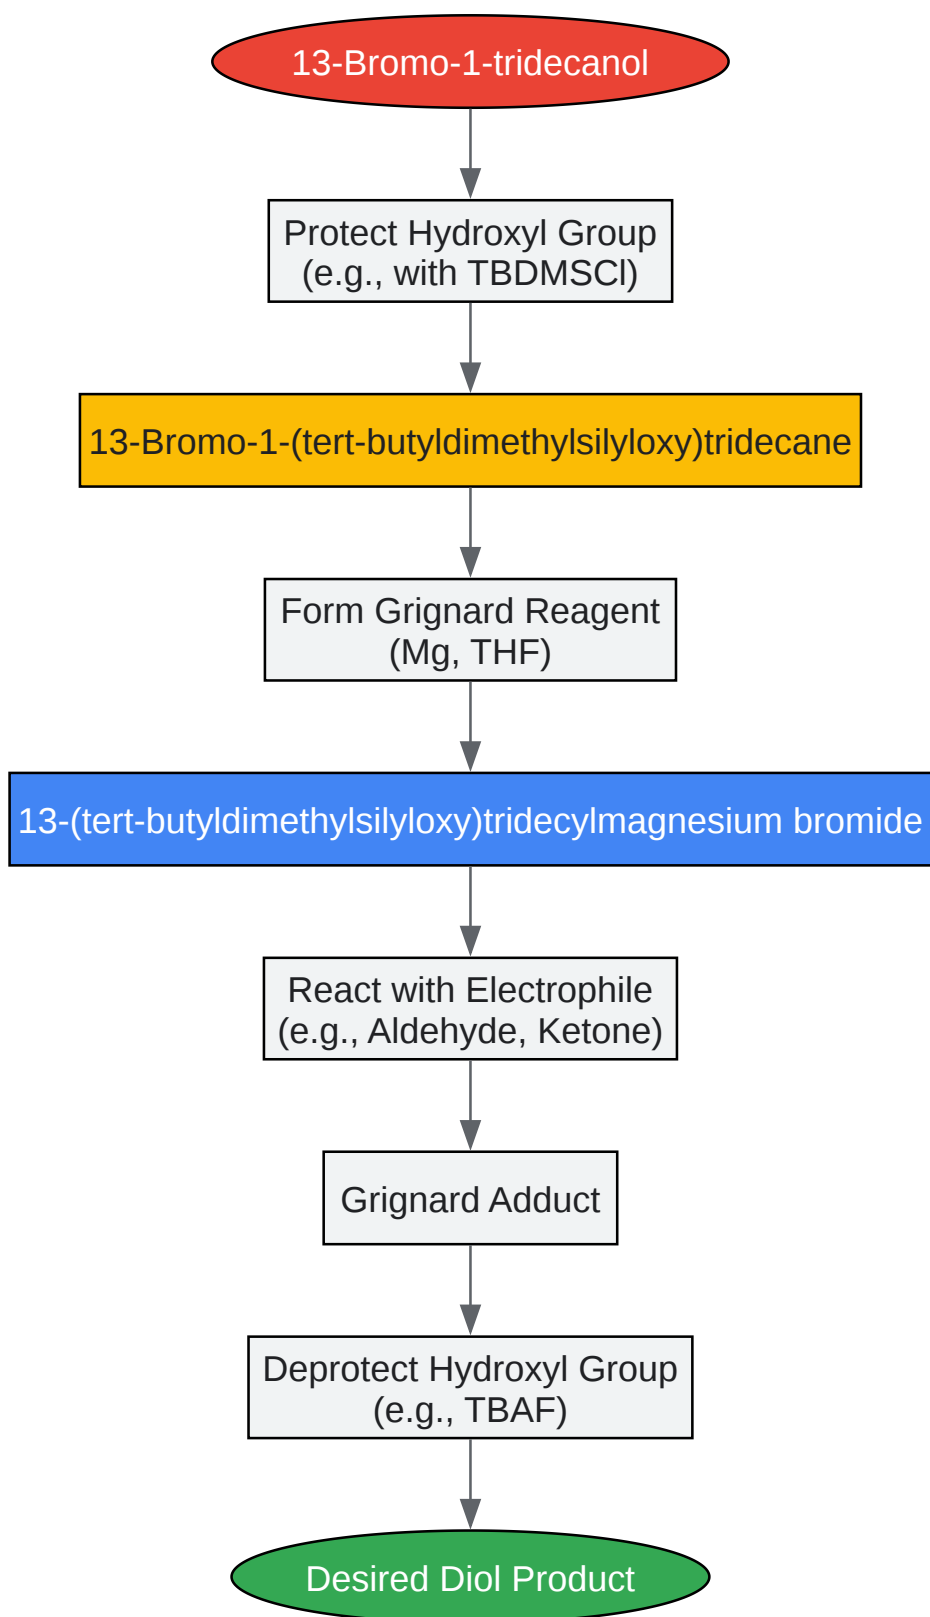 13-Bromo-1-tridecanol
Protect Hydroxyl Group
(e.g., with TBDMSCl)
13-Bromo-1-(tert-butyldimethylsilyloxy)tridecane
Form Grignard Reagent
(Mg, THF)
13-(tert-butyldimethylsilyloxy)tridecylmagnesium bromide
React with Electrophile
(e.g., Aldehyde, Ketone)
Grignard Adduct
Deprotect Hydroxyl Group
(e.g., TBAF)
Desired Diol Product